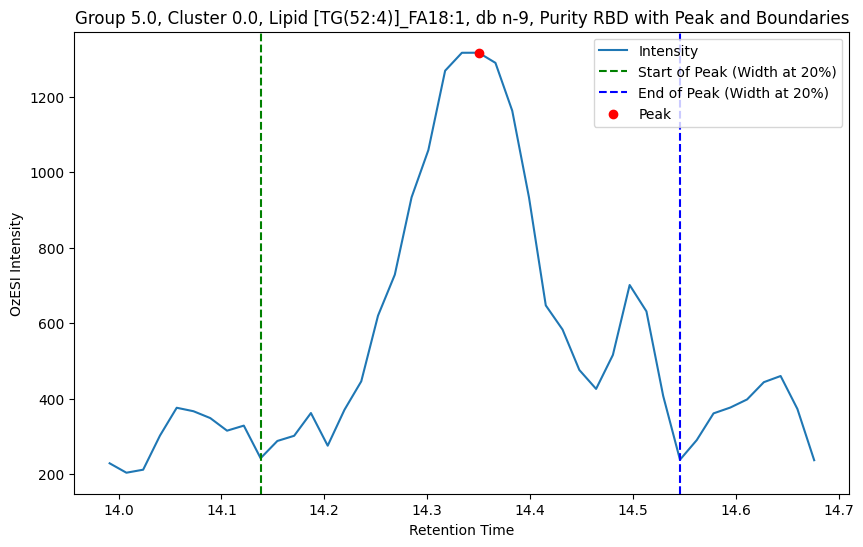 Group 5.0, Cluster 0.0, Lipid [TG(52:4)]_FA18:1, db n-9, Purity RBD with Peak and Boundaries
Intensity
Start of Peak (Width at 20%)
End of Peak (Width at 20%)
Peak
OzESI Intensity
1200
1000
800
600
400
200
14.0 14.1 14.2 14.3 14.4 14.5 14.6 14.7
Retention Time